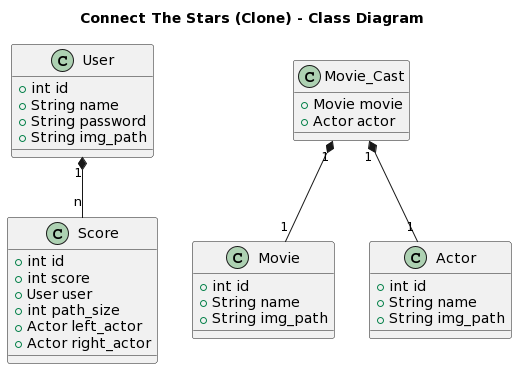 Connect The Stars (Clone) - Class Diagram
C User
int id
String name
String password
String img_path
C Movie_Cast
Movie movie
Actor actor
1
n
1
1
1
1
C Score
int id
int score
User user
int path_size
Actor left_actor
Actor right_actor
C Movie
int id
String name
String img_path
C Actor
int id
String name
String img_path